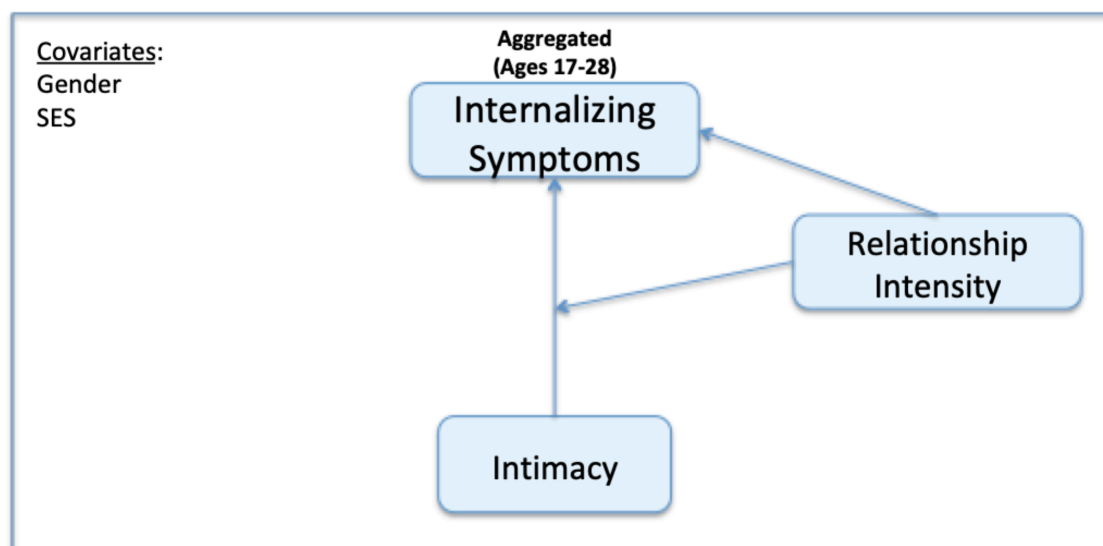 Covariates:
Gender
SES
Aggregated
(Ages 17-28)
Internalizing
Symptoms
Relationship
Intensity
Intimacy